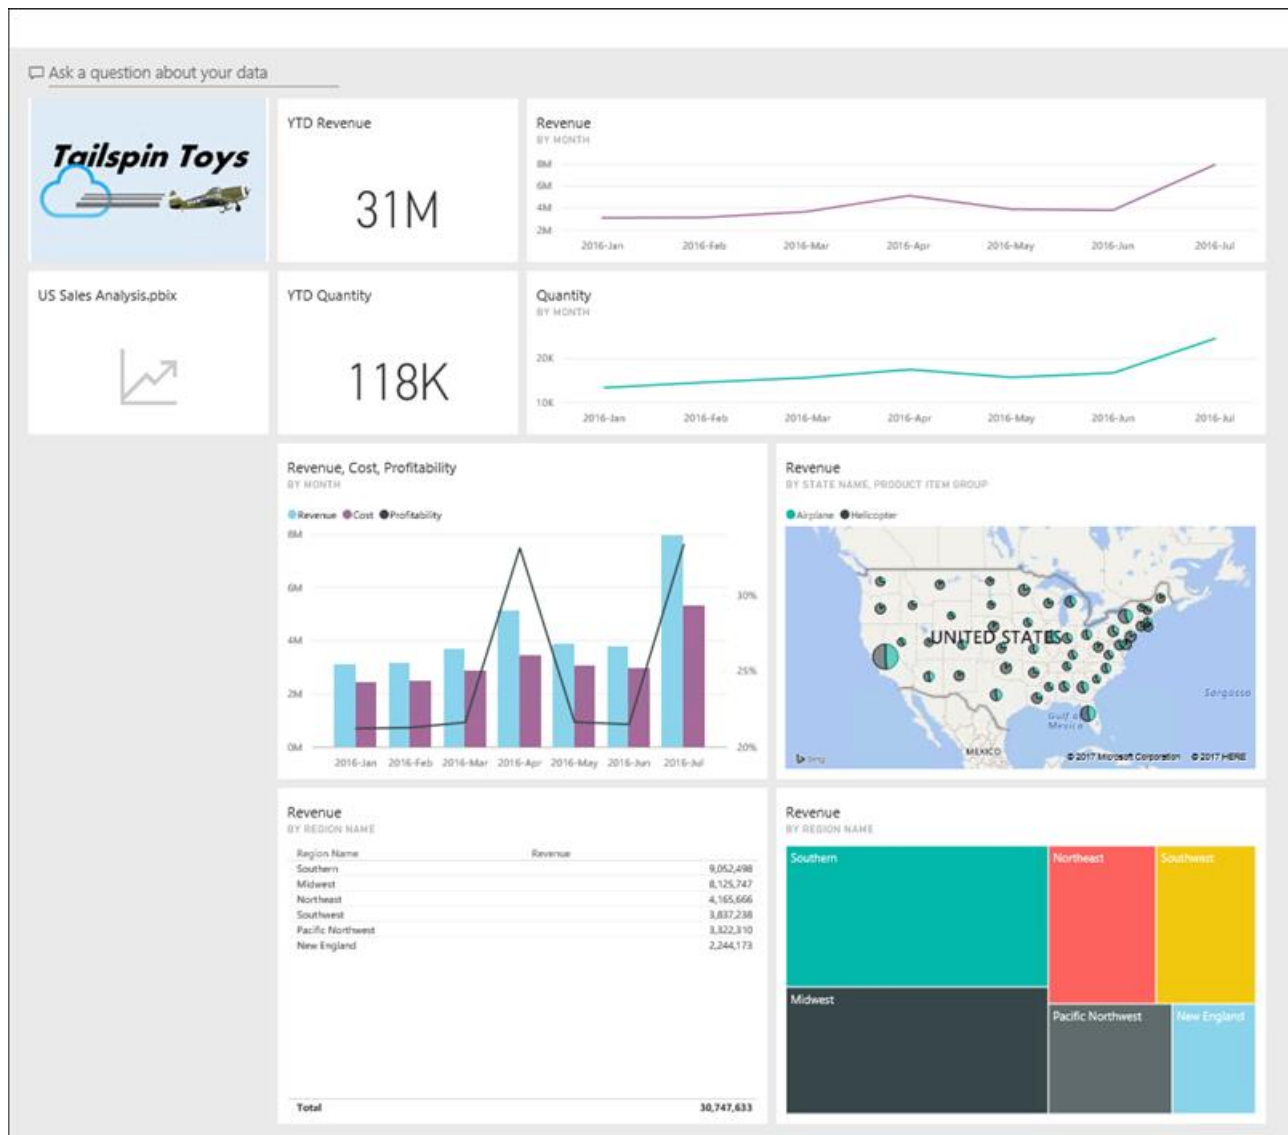 Ask a question about your data
Tailspin Toys
YTD Revenue
31M
Revenue
BY MONTH
8M
6M
4M
2M
2016-Jan 2016-Feb 2016-Mar 2016-Apr 2016-May 2016-Jun 2016-Jul
US Sales Analysis.pbix
YTD Quantity
118K
Quantity
BY MONTH
20K
10K
2016-Jan 2016-Feb 2016-Mar 2016-Apr 2016-May 2016-Jun 2016-Jul
Revenue, Cost, Profitability
BY MONTH
Revenue Cost Profitability
8M
6M
4M
2M
0M
30%
25%
20%
2016-Jan 2016-Feb 2016-Mar 2016-Apr 2016-May 2016-Jun 2016-Jul
Revenue
BY STATE NAME, PRODUCT ITEM GROUP
Airplane Helicopter
UNITED STATES
Sargasso
Gulf of
Mexico
MEXICO
bing
© 2017 Microsoft Corporation © 2017 HERE
Revenue
BY REGION NAME
Region Name Revenue
Southern 9,052,498
Midwest 8,125,747
Northeast 4,165,666
Southwest 3,837,238
Pacific Northwest 3,322,310
New England 2,244,173
Total 30,747,633
Revenue
BY REGION NAME
Southern
Northeast
Southwest
Midwest
Pacific Northwest
New England